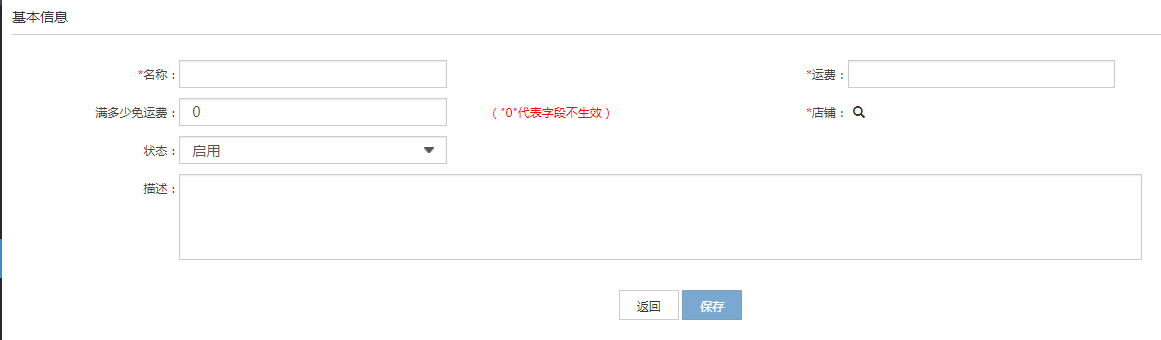 基本信息
*名称： *运费：
满多少免运费： 0 （"0"代表字段不生效） *店铺：
状态： 启用
描述：
返回 保存